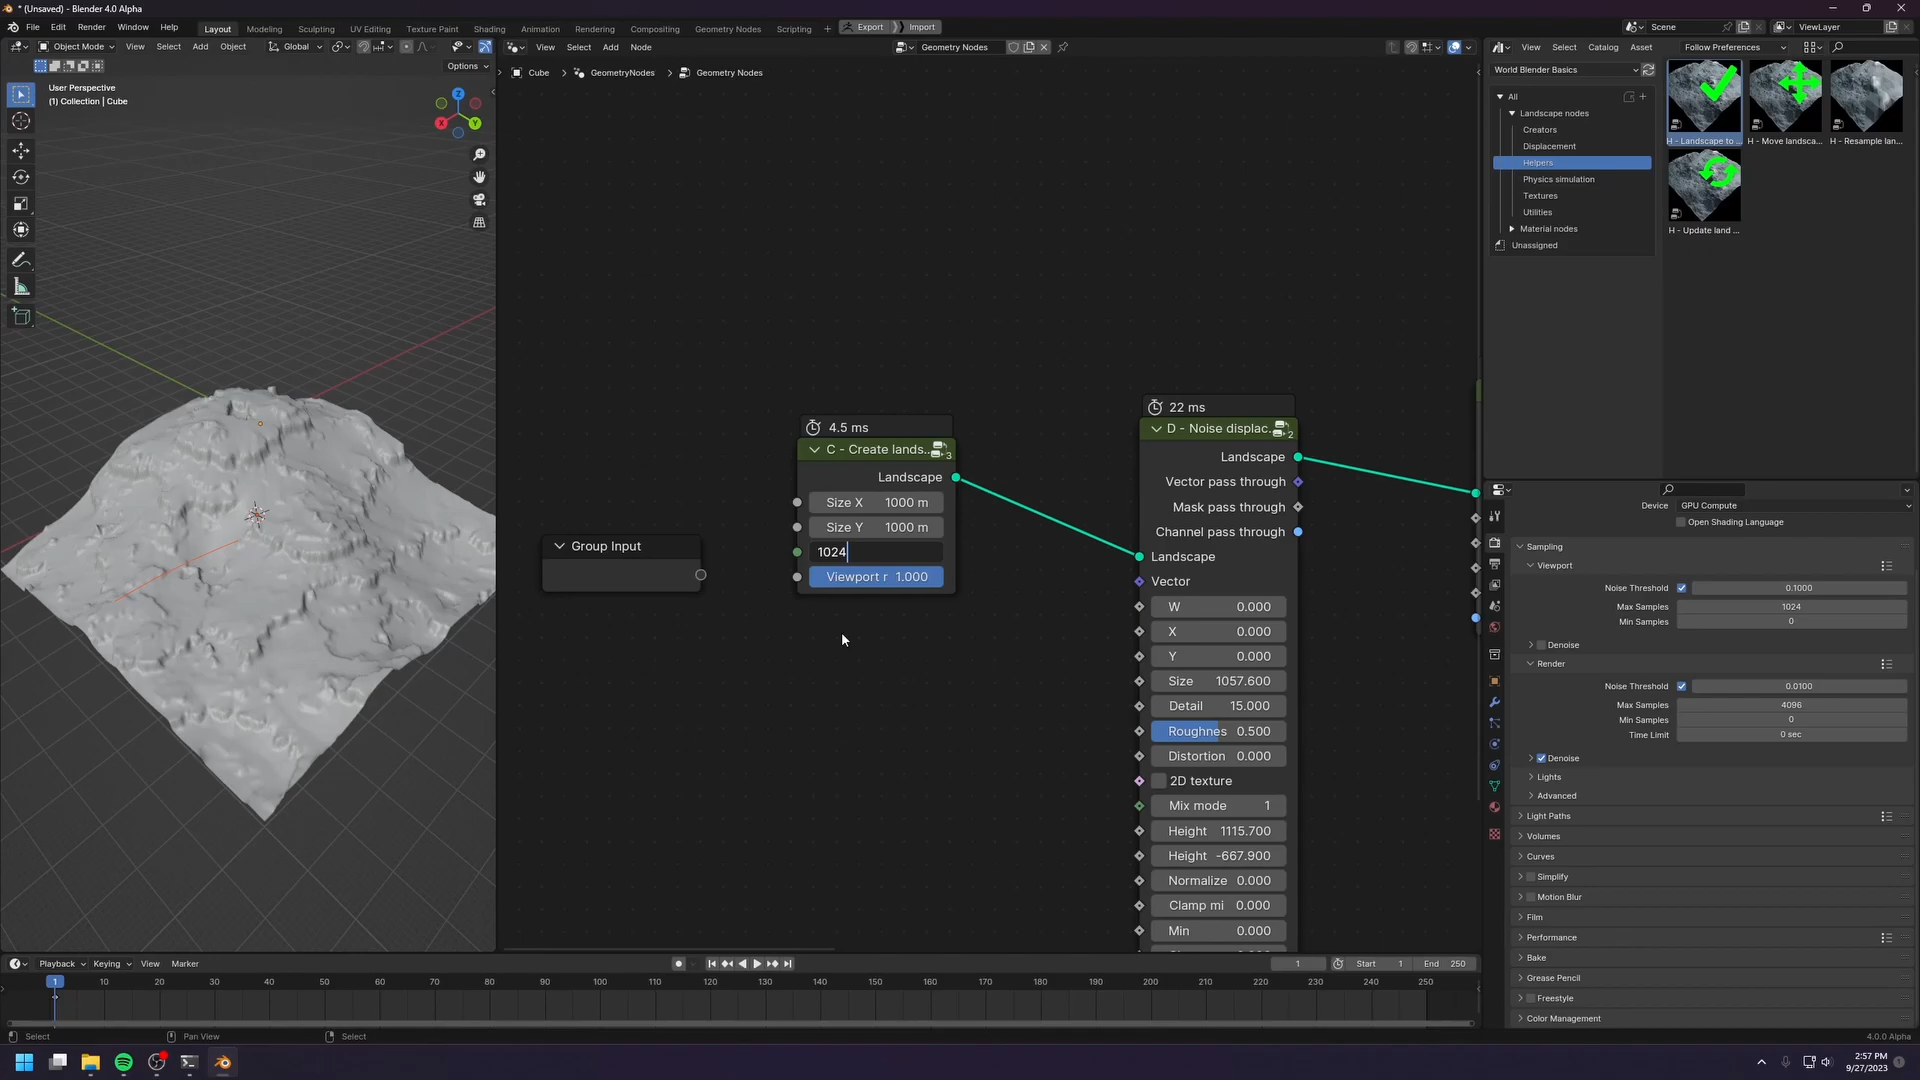 * (Unsaved) - Blender 4.0 Alpha
File Edit Render Window Help
Layout Modeling Sculpting UV Editing Texture Paint Shading Animation Rendering Compositing Geometry Nodes Scripting + Export Import
Scene ViewLayer
Object Mode View Select Add Object Global
Options
View Select Add Node Geometry Nodes
View Select Catalog Asset Follow Preferences
User Perspective
(1) Collection | Cube
Z
X Y
Cube > GeometryNodes > Geometry Nodes
World Blender Basics
All
Landscape nodes
Creators
Displacement
Helpers
Physics simulation
Textures
Utilities
Material nodes
Unassigned
H - Landscape to ... H - Move landsca... H - Resample lan...
H - Update land ...
4.5 ms
C - Create lands.. 3
Landscape
Size X 1000 m
Size Y 1000 m
1024
Viewport r 1.000
Group Input
22 ms
D - Noise displac.. 2
Landscape
Vector pass through
Mask pass through
Channel pass through
Landscape
Vector
W 0.000
X 0.000
Y 0.000
Size 1057.600
Detail 15.000
Roughnes 0.500
Distortion 0.000
2D texture
Mix mode 1
Height 1115.700
Height -667.900
Normalize 0.000
Clamp mi 0.000
Min 0.000
Device GPU Compute
Open Shading Language
Sampling
Viewport
Noise Threshold 0.1000
Max Samples 1024
Min Samples 0
Denoise
Render
Noise Threshold 0.0100
Max Samples 4096
Min Samples 0
Time Limit 0 sec
Denoise
Lights
Advanced
Light Paths
Volumes
Curves
Simplify
Motion Blur
Film
Performance
Bake
Grease Pencil
Freestyle
Color Management
Playback Keying View Marker
1 Start 1 End 250
1 10 20 30 40 50 60 70 80 90 100 110 120 130 140 150 160 170 180 190 200 210 220 230 240 250
Select Pan View Select
4.0.0 Alpha
2:57 PM
9/27/2023